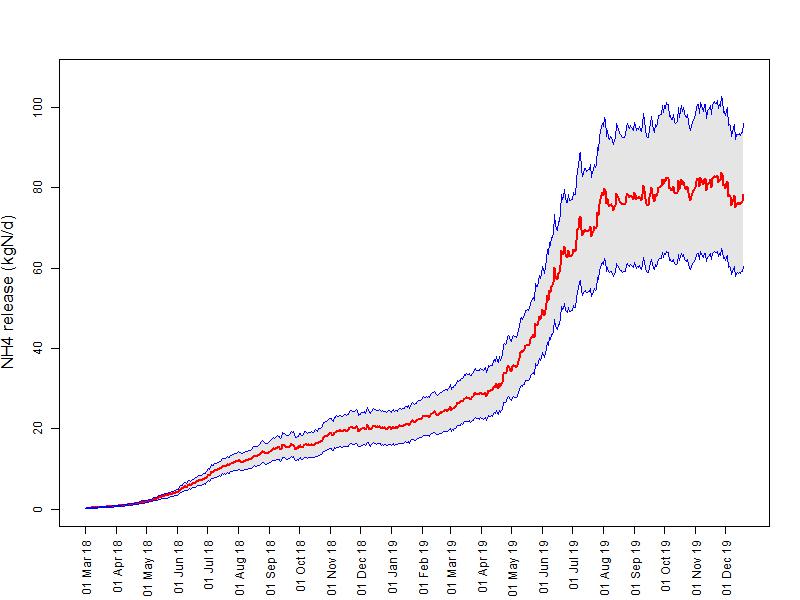 NH4 release (kgN/d)
100
80
60
40
20
0
01 Mar 18
01 Apr 18
01 May 18
01 Jun 18
01 Jul 18
01 Aug 18
01 Sep 18
01 Oct 18
01 Nov 18
01 Dec 18
01 Jan 19
01 Feb 19
01 Mar 19
01 Apr 19
01 May 19
01 Jun 19
01 Jul 19
01 Aug 19
01 Sep 19
01 Oct 19
01 Nov 19
01 Dec 19